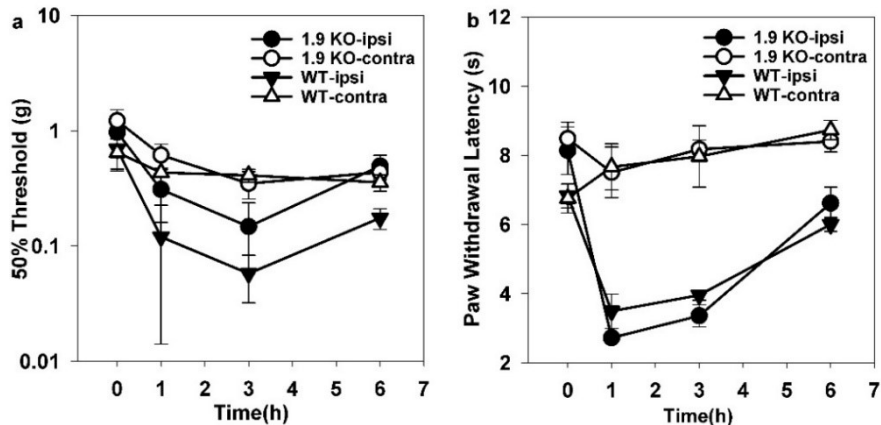 a
1.9 KO-ipsi
1.9 KO-contra
WT-ipsi
WT-contra
10
1
0.1
0.01
50% Threshold (g)
0 1 2 3 4 5 6 7
Time(h)
b
1.9 KO-ipsi
1.9 KO-contra
WT-ipsi
WT-contra
12
10
8
6
4
2
Paw Withdrawal Latency (s)
0 1 2 3 4 5 6 7
Time(h)